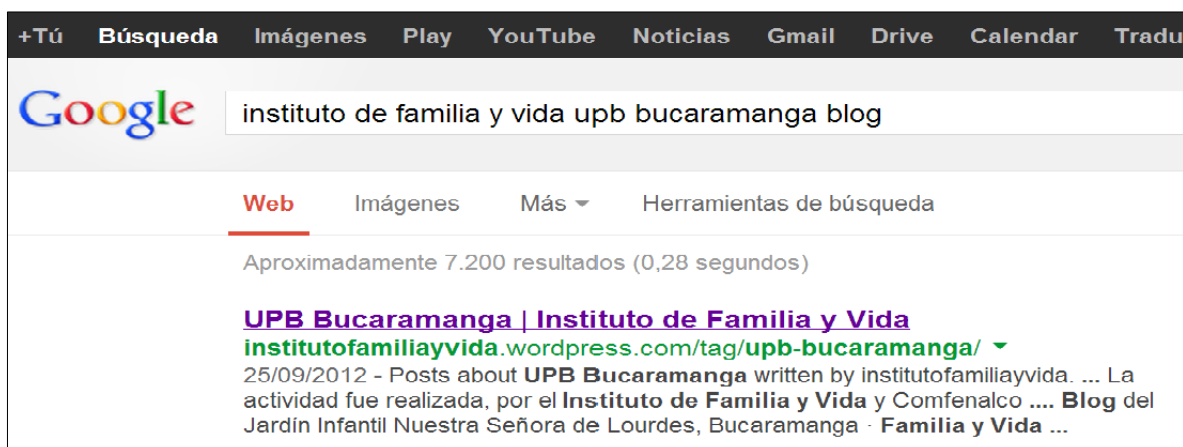 +Tú Búsqueda Imágenes Play YouTube Noticias Gmail Drive Calendar Tradu
Google instituto de familia y vida upb bucaramanga blog
Web Imágenes Más Herramientas de búsqueda
Aproximadamente 7.200 resultados (0,28 segundos)
UPB Bucaramanga | Instituto de Familia y Vida
institutofamiliayvida.wordpress.com/tag/upb-bucaramanga/
25/09/2012 - Posts about UPB Bucaramanga written by institutofamiliayvida. ... La
actividad fue realizada, por el Instituto de Familia y Vida y Comfenalco .... Blog del
Jardín Infantil Nuestra Señora de Lourdes, Bucaramanga · Familia y Vida ...